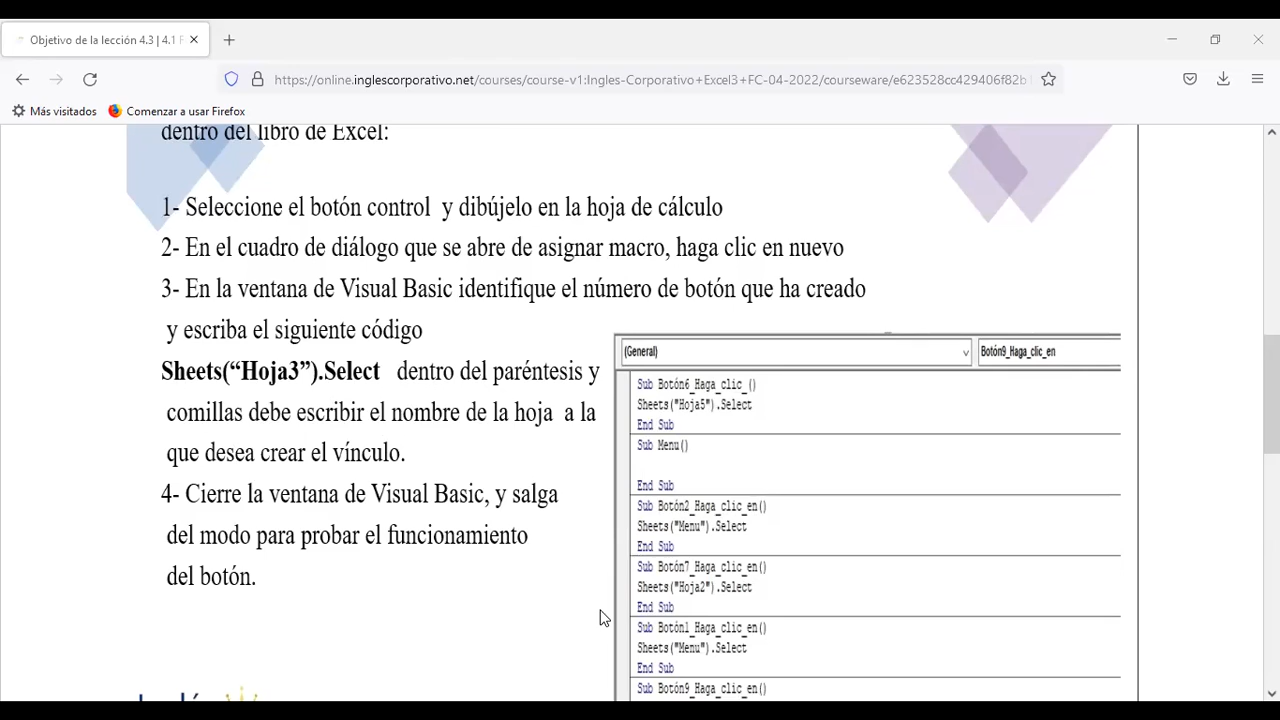 Objetivo de la lección 4.3 | 4.1
https://online.inglescorporativo.net/courses/course-v1:Ingles-Corporativo+Excel3+FC-04-2022/courseware/e623528cc429406f82b
Más visitados
Comenzar a usar Firefox
dentro del libro de Excel:
1- Seleccione el botón control y dibújelo en la hoja de cálculo
2- En el cuadro de diálogo que se abre de asignar macro, haga clic en nuevo
3- En la ventana de Visual Basic identifique el número de botón que ha creado
y escriba el siguiente código
Sheets(“Hoja3”).Select dentro del paréntesis y
comillas debe escribir el nombre de la hoja a la
que desea crear el vínculo.
4- Cierre la ventana de Visual Basic, y salga
del modo para probar el funcionamiento
del botón.
(General)
Botón9_Haga_clic_en
Sub Botón6_Haga_clic_()
Sheets("Hoja5").Select
End Sub
Sub Menu()
End Sub
Sub Botón2_Haga_clic_en()
Sheets("Menu").Select
End Sub
Sub Botón7_Haga_clic_en()
Sheets("Hoja2").Select
End Sub
Sub Botón1_Haga_clic_en()
Sheets("Menu").Select
End Sub
Sub Botón9_Haga_clic_en()